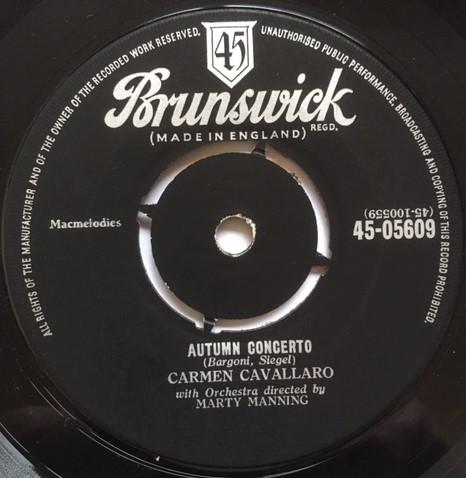 ALL RIGHTS OF THE MANUFACTURER AND OF THE OWNER OF THE RECORDED WORK RESERVED. UNAUTHORISED PUBLIC PERFORMANCE, BROADCASTING AND COPYING OF THIS RECORD PROHIBITED.
45
Brunswick
REGD.
(MADE IN ENGLAND)
Macmelodies
(45-100559)
45-05609
AUTUMN CONCERTO
(Bargoni, Siegel)
CARMEN CAVALLARO
with Orchestra directed by
MARTY MANNING